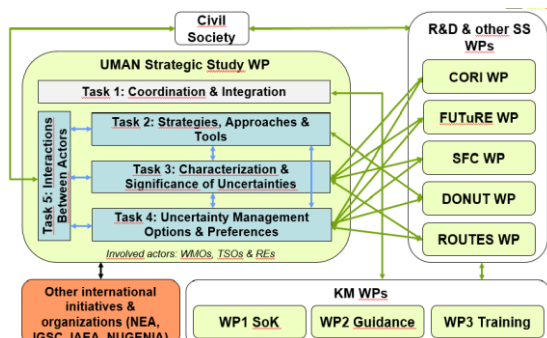 Civil
Society
R&D & other SS
WPs
UMAN Strategic Study WP
Task 1: Coordination & Integration
Task 2: Strategies, Approaches &
Tools
Task 3: Characterization &
Significance of Uncertainties
Task 4: Uncertainty Management
Options & Preferences
Task 5: Interactions
Between Actors
Involved actors: WMOs, TSOs & REs
CORI WP
FUTuRE WP
SFC WP
DONUT WP
ROUTES WP
Other international
initiatives &
organizations (NEA,
IGSC, IAEA, NUGENIA)
KM WPs
WP1 SoK
WP2 Guidance
WP3 Training